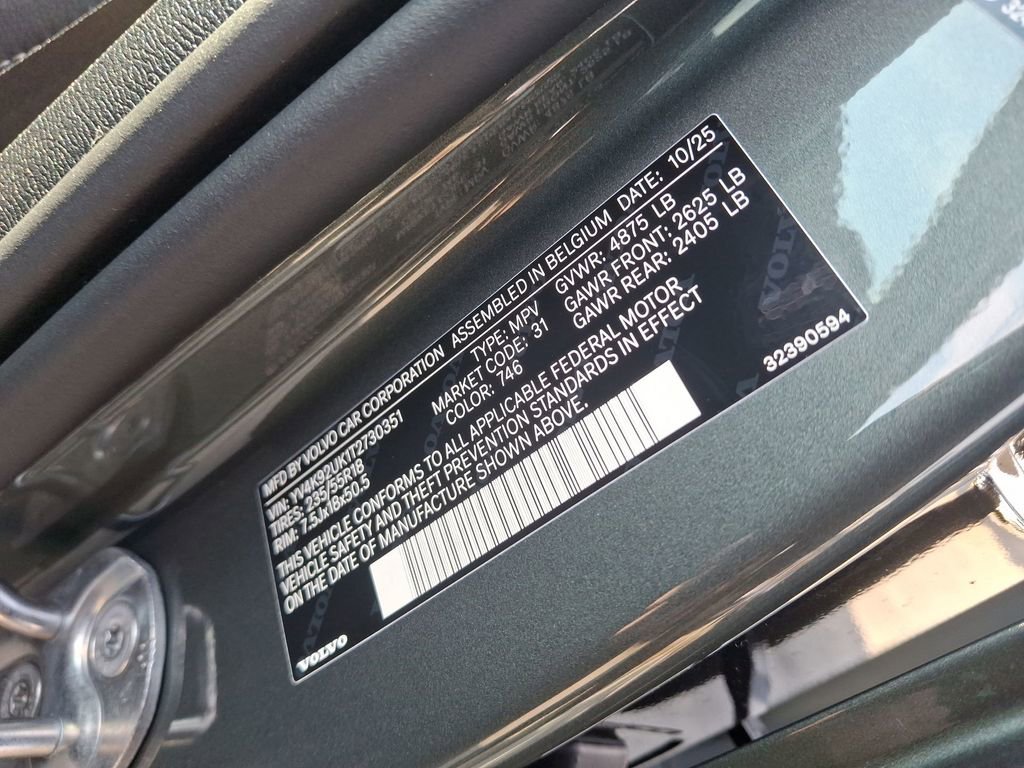 MFD BY VOLVO CAR CORPORATION ASSEMBLED IN BELGIUM DATE: 10/25
VIN: YV4K92UK1T2730351 TYPE: MPV GVWR: 4875 LB
TIRES: 235/55R18 MARKET CODE: 31 GAWR FRONT: 2625 LB
RIM: 7.5Jx18x50.5 COLOR: 746 GAWR REAR: 2405 LB
THIS VEHICLE CONFORMS TO ALL APPLICABLE FEDERAL MOTOR
VEHICLE SAFETY AND THEFT PREVENTION STANDARDS IN EFFECT
ON THE DATE OF MANUFACTURE SHOWN ABOVE.
VOLVO
32390594